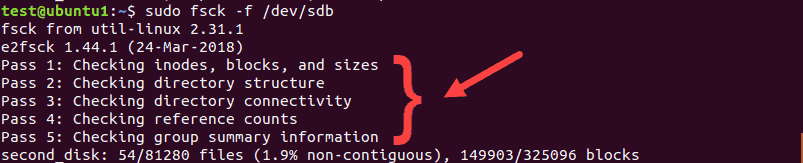 test@ubuntu1:~$ sudo fsck -f /dev/sdb
fsck from util-linux 2.31.1
e2fsck 1.44.1 (24-Mar-2018)
Pass 1: Checking inodes, blocks, and sizes
Pass 2: Checking directory structure
Pass 3: Checking directory connectivity
Pass 4: Checking reference counts
Pass 5: Checking group summary information
second_disk: 54/81280 files (1.9% non-contiguous), 149903/325096 blocks